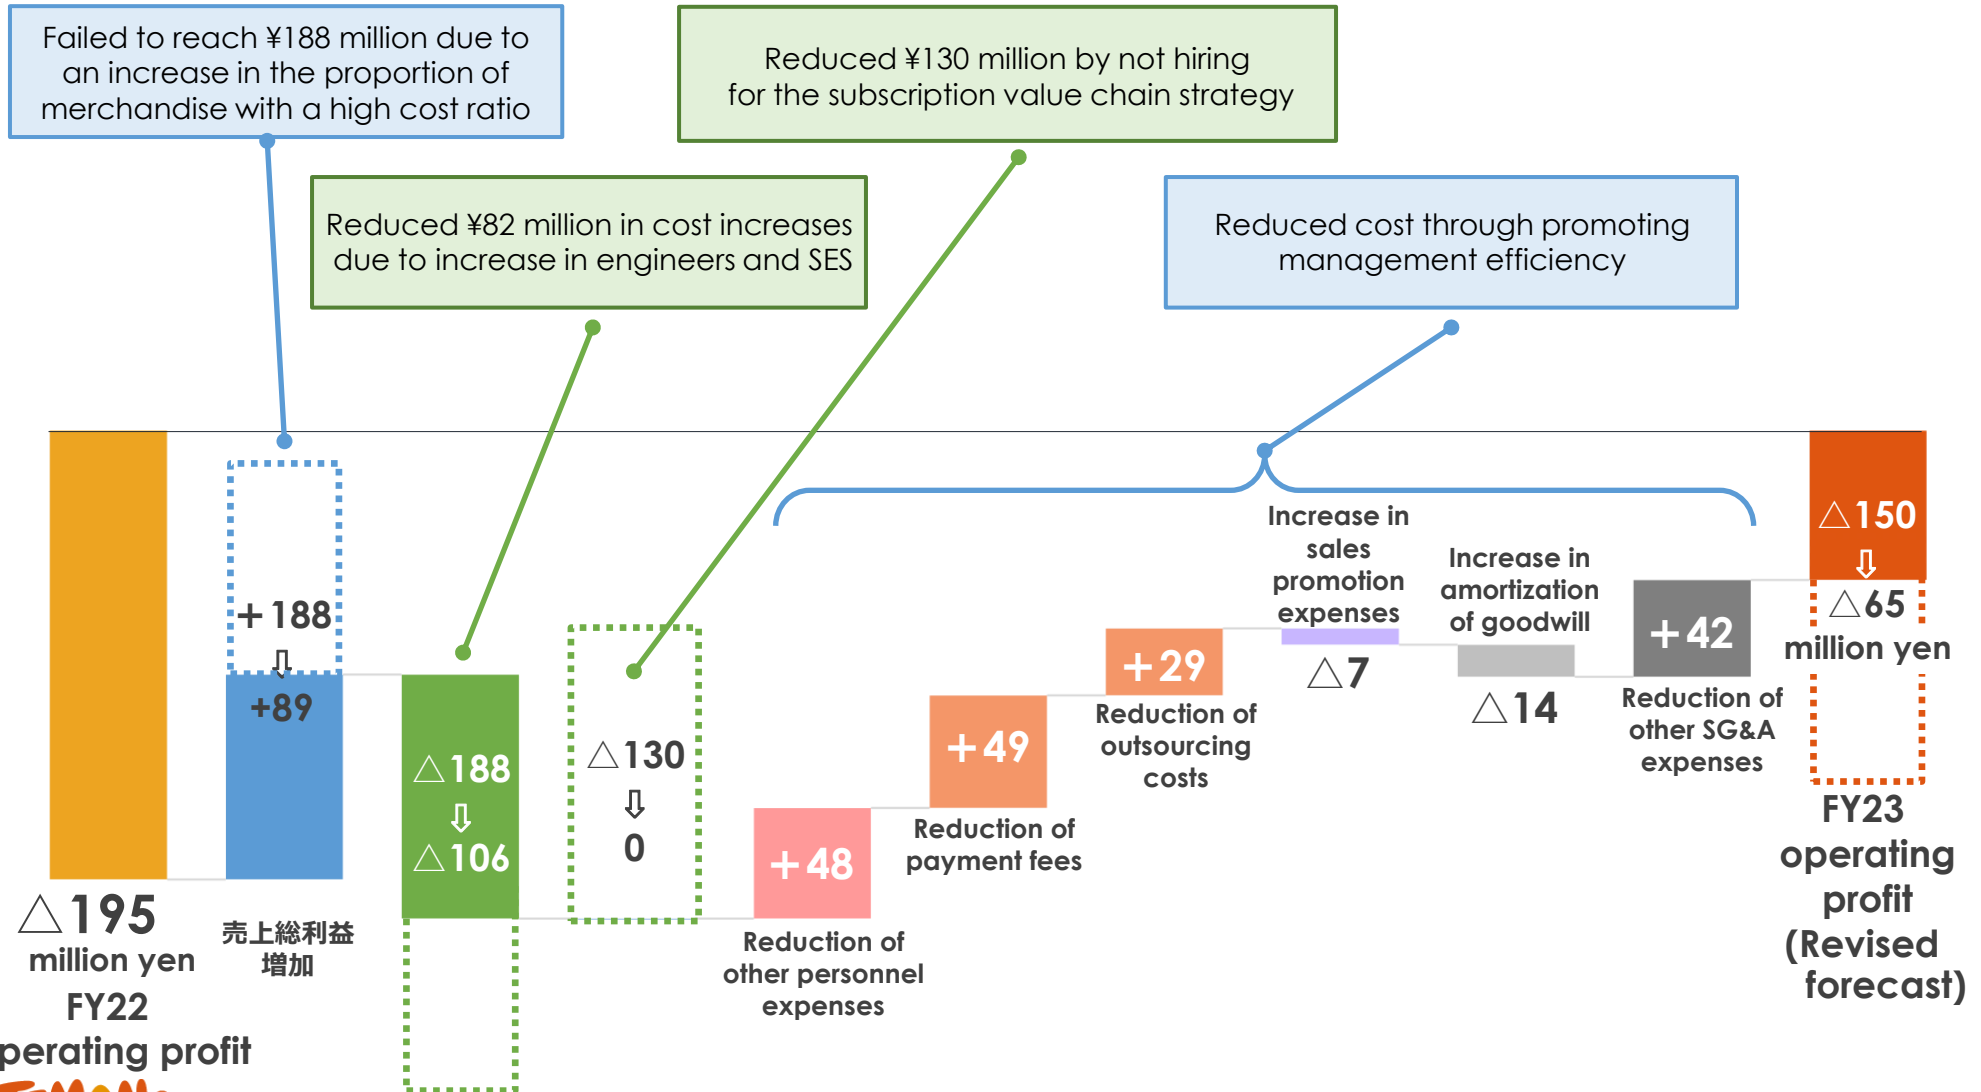 Failed to reach ¥188 million due to
an increase in the proportion of
merchandise with a high cost ratio
Reduced ¥130 million by not hiring
for the subscription value chain strategy
Reduced ¥82 million in cost increases
due to increase in engineers and SES
Reduced cost through promoting
management efficiency
△195
million yen
FY22
perating profit
+188
⇩
+89
売上総利益
増加
△188
⇩
△106
△130
⇩
0
+48
Reduction of
other personnel
expenses
+49
Reduction of
payment fees
+29
Reduction of
outsourcing
costs
Increase in
sales
promotion
expenses
△7
Increase in
amortization
of goodwill
△14
+42
Reduction of
other SG&A
expenses
△150
⇩
△65
million yen
FY23
operating
profit
(Revised
forecast)